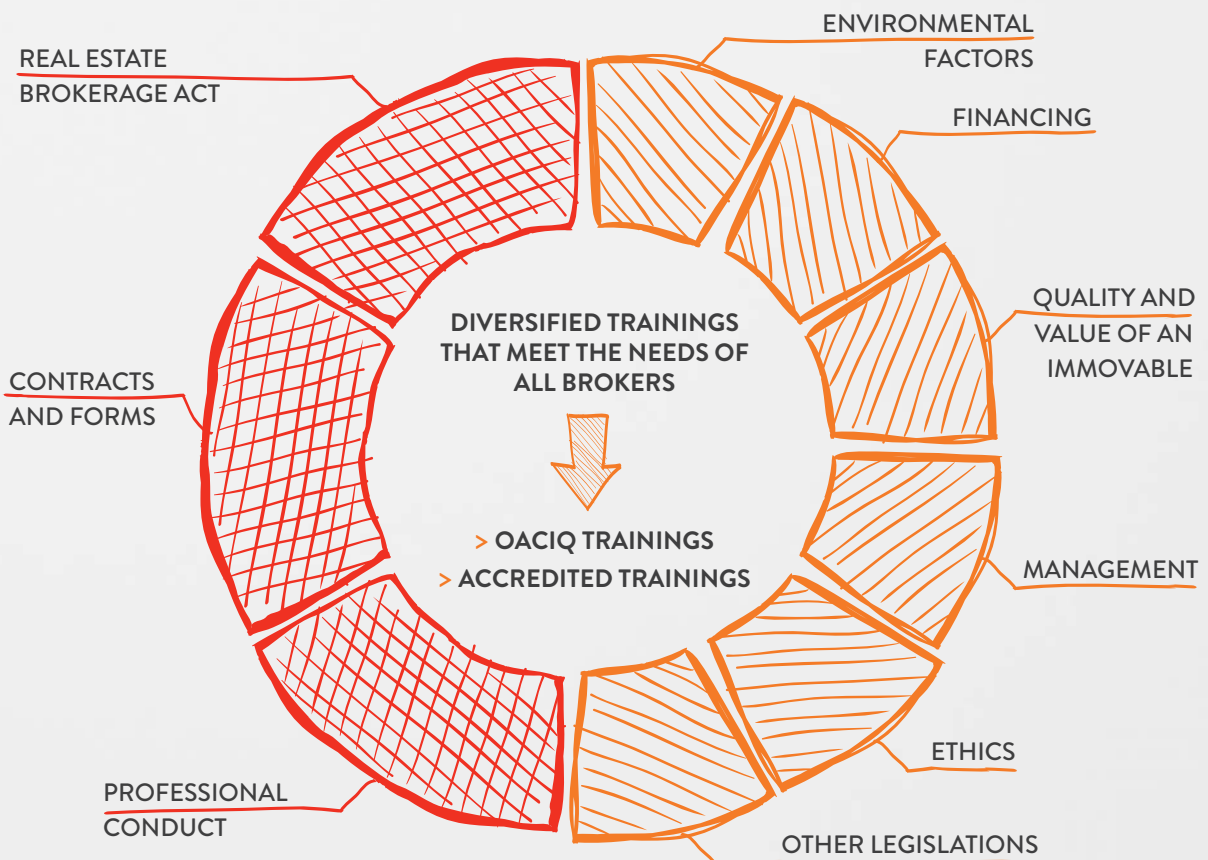 ENVIRONMENTAL
FACTORS
REAL ESTATE
BROKERAGE ACT
FINANCING
QUALITY AND
VALUE OF AN
IMMOVABLE
DIVERSIFIED TRAININGS
THAT MEET THE NEEDS OF
ALL BROKERS
CONTRACTS
AND FORMS
> OACIQ TRAININGS
> ACCREDITED TRAININGS
MANAGEMENT
ETHICS
PROFESSIONAL
CONDUCT
OTHER LEGISLATIONS